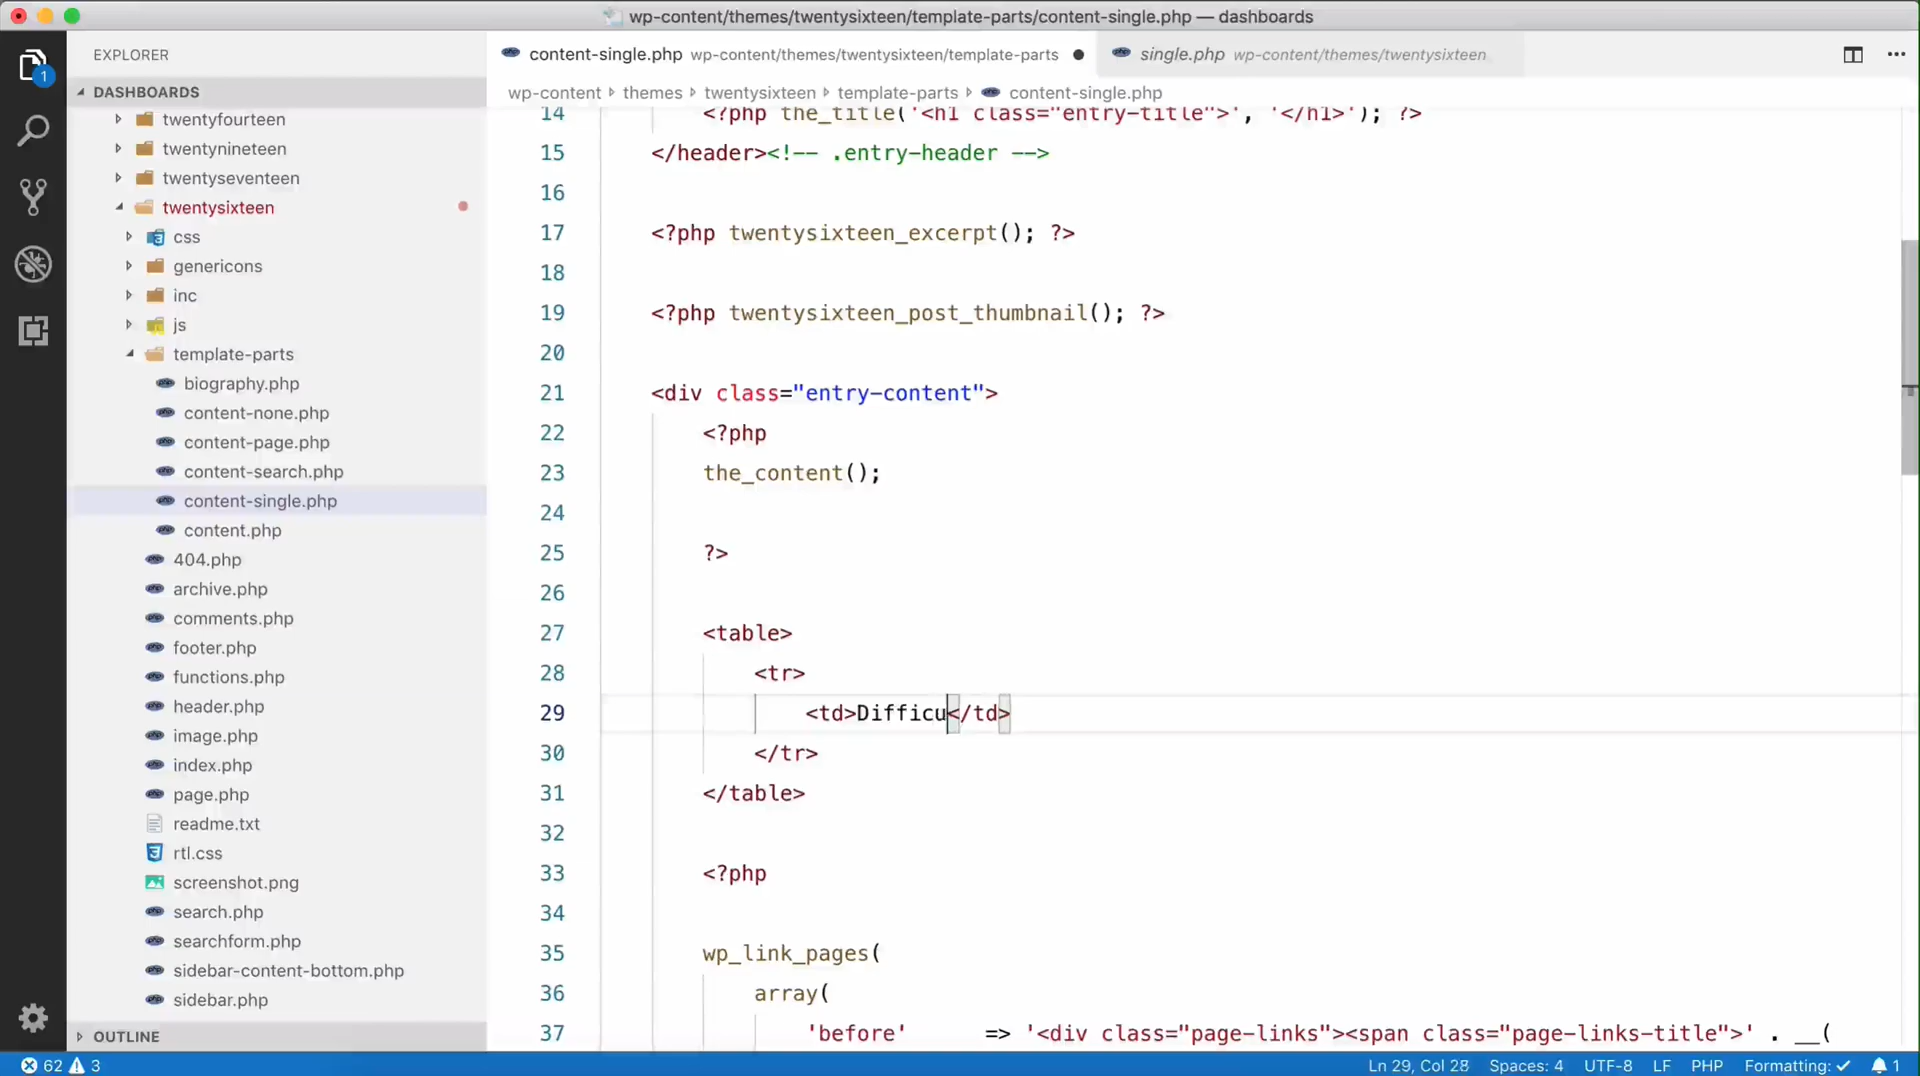 wp-content/themes/twentysixteen/template-parts/content-single.php — dashboards
EXPLORER
content-single.php wp-content/themes/twentysixteen/template-parts
single.php wp-content/themes/twentysixteen
1
DASHBOARDS
wp-content themes twentysixteen template-parts content-single.php
twentyfourteen
twentynineteen
twentyseventeen
twentysixteen
css
genericons
inc
js
template-parts
biography.php
content-none.php
content-page.php
content-search.php
content-single.php
content.php
404.php
archive.php
comments.php
footer.php
functions.php
header.php
image.php
index.php
page.php
readme.txt
rtl.css
screenshot.png
search.php
searchform.php
sidebar-content-bottom.php
sidebar.php
OUTLINE
14 <?php the_title('<h1 class="entry-title">', '</h1>'); ?>
15 </header><!-- .entry-header -->
16
17 <?php twentysixteen_excerpt(); ?>
18
19 <?php twentysixteen_post_thumbnail(); ?>
20
21 <div class="entry-content">
22 <?php
23 the_content();
24
25 ?>
26
27 <table>
28 <tr>
29 <td>Difficu</td>
30 </tr>
31 </table>
32
33 <?php
34
35 wp_link_pages(
36 array(
37 'before' => '<div class="page-links"><span class="page-links-title">' . __(
62 3
Ln 29, Col 28 Spaces: 4 UTF-8 LF PHP Formatting: ✓ 1